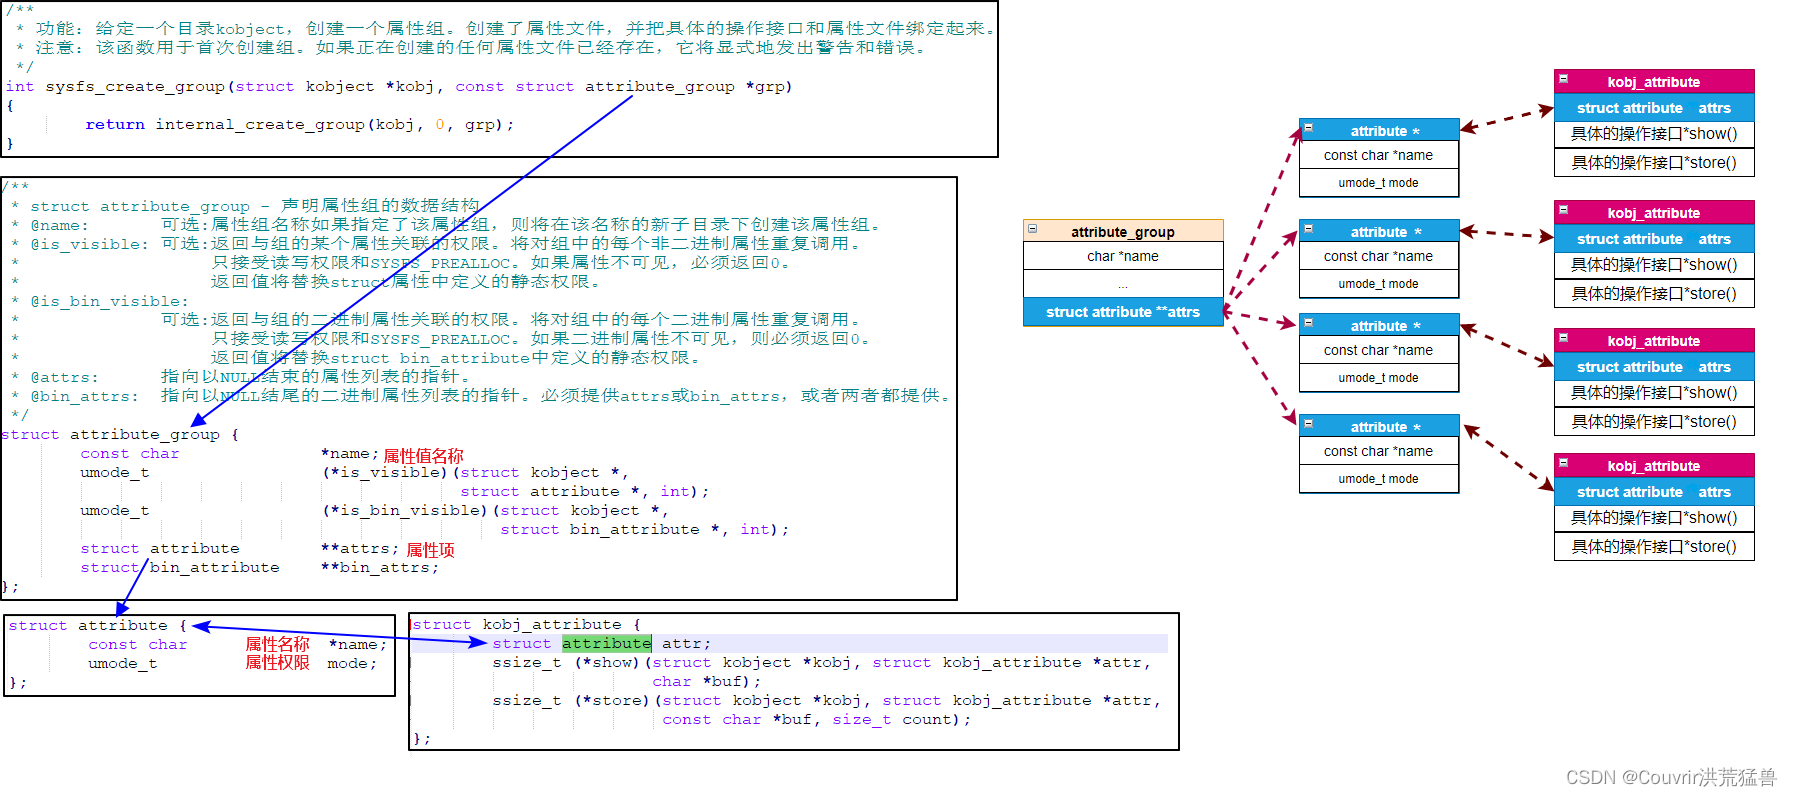 /**
 * 功能: 给定一个目录kobject, 创建一个属性组。创建了属性文件, 并把具体的操作接口和属性文件绑定起来。
 * 注意: 该函数用于首次创建组。如果正在创建的任何属性文件已经存在, 它将显式地发出警告和错误。
 */
int sysfs_create_group(struct kobject *kobj, const struct attribute_group *grp)
{
        return internal_create_group(kobj, 0, grp);
}
/**
 * struct attribute_group - 声明属性组的数据结构
 * @name: 可选:属性组名称如果指定了该属性组, 则将在该名称的新子目录下创建该属性组。
 * @is_visible: 可选:返回与组的某个属性关联的权限。将对组中的每个非二进制属性重复调用。
 * 只接受读写权限和SYSFS_PREALLOC。如果属性不可见, 必须返回0。
 * 返回值将替换struct属性中定义的静态权限。
 * @is_bin_visible:
 * 可选:返回与组的二进制属性关联的权限。将对组中的每个二进制属性重复调用。
 * 只接受读写权限和SYSFS_PREALLOC。如果二进制属性不可见, 则必须返回0。
 * 返回值将替换struct bin_attribute中定义的静态权限。
 * @attrs: 指向以NULL结束的属性列表的指针。
 * @bin_attrs: 指向以NULL结尾的二进制属性列表的指针。必须提供attrs或bin_attrs, 或者两者都提供。
 */
struct attribute_group {
        const char *name; 属性值名称
        umode_t (*is_visible)(struct kobject *,
                struct attribute *, int);
        umode_t (*is_bin_visible)(struct kobject *,
                struct bin_attribute *, int);
        struct attribute **attrs; 属性项
        struct bin_attribute **bin_attrs;
};
struct attribute {
        const char 属性名称 *name;
        umode_t 属性权限 mode;
};
struct kobj_attribute {
        struct attribute attr;
        ssize_t (*show)(struct kobject *kobj, struct kobj_attribute *attr,
                char *buf);
        ssize_t (*store)(struct kobject *kobj, struct kobj_attribute *attr,
                const char *buf, size_t count);
};
attribute_group
char *name
...
struct attribute **attrs
attribute *
const char *name
umode_t mode
attribute *
const char *name
umode_t mode
attribute *
const char *name
umode_t mode
attribute *
const char *name
umode_t mode
kobj_attribute
struct attribute attrs
具体的操作接口*show()
具体的操作接口*store()
kobj_attribute
struct attribute attrs
具体的操作接口*show()
具体的操作接口*store()
kobj_attribute
struct attribute attrs
具体的操作接口*show()
具体的操作接口*store()
kobj_attribute
struct attribute attrs
具体的操作接口*show()
具体的操作接口*store()
CSDN @Couvrir洪荒猛兽